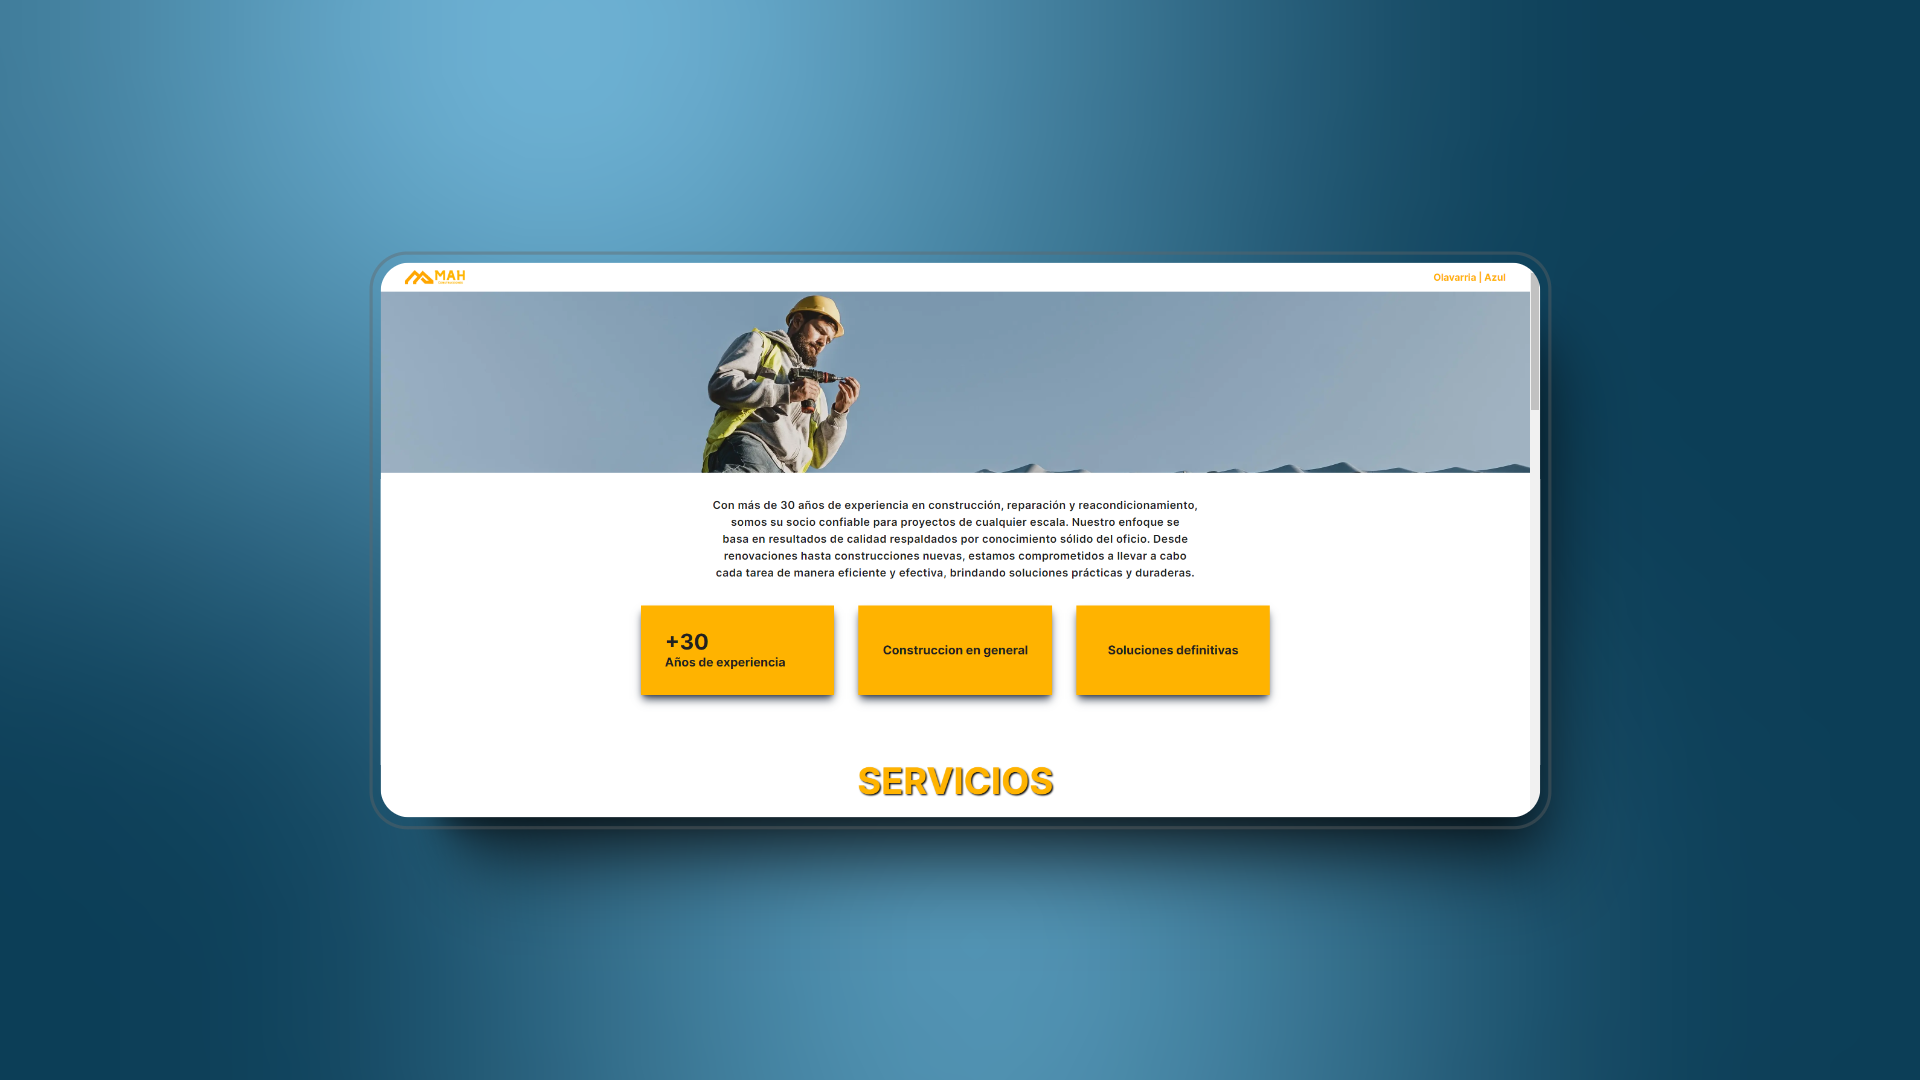 MAH
Olavarria | Azul
Con más de 30 años de experiencia en construcción, reparación y reacondicionamiento,
somos su socio confiable para proyectos de cualquier escala. Nuestro enfoque se
basa en resultados de calidad respaldados por conocimiento sólido del oficio. Desde
renovaciones hasta construcciones nuevas, estamos comprometidos a llevar a cabo
cada tarea de manera eficiente y efectiva, brindando soluciones prácticas y duraderas.
+30
Años de experiencia
Construccion en general
Soluciones definitivas
SERVICIOS